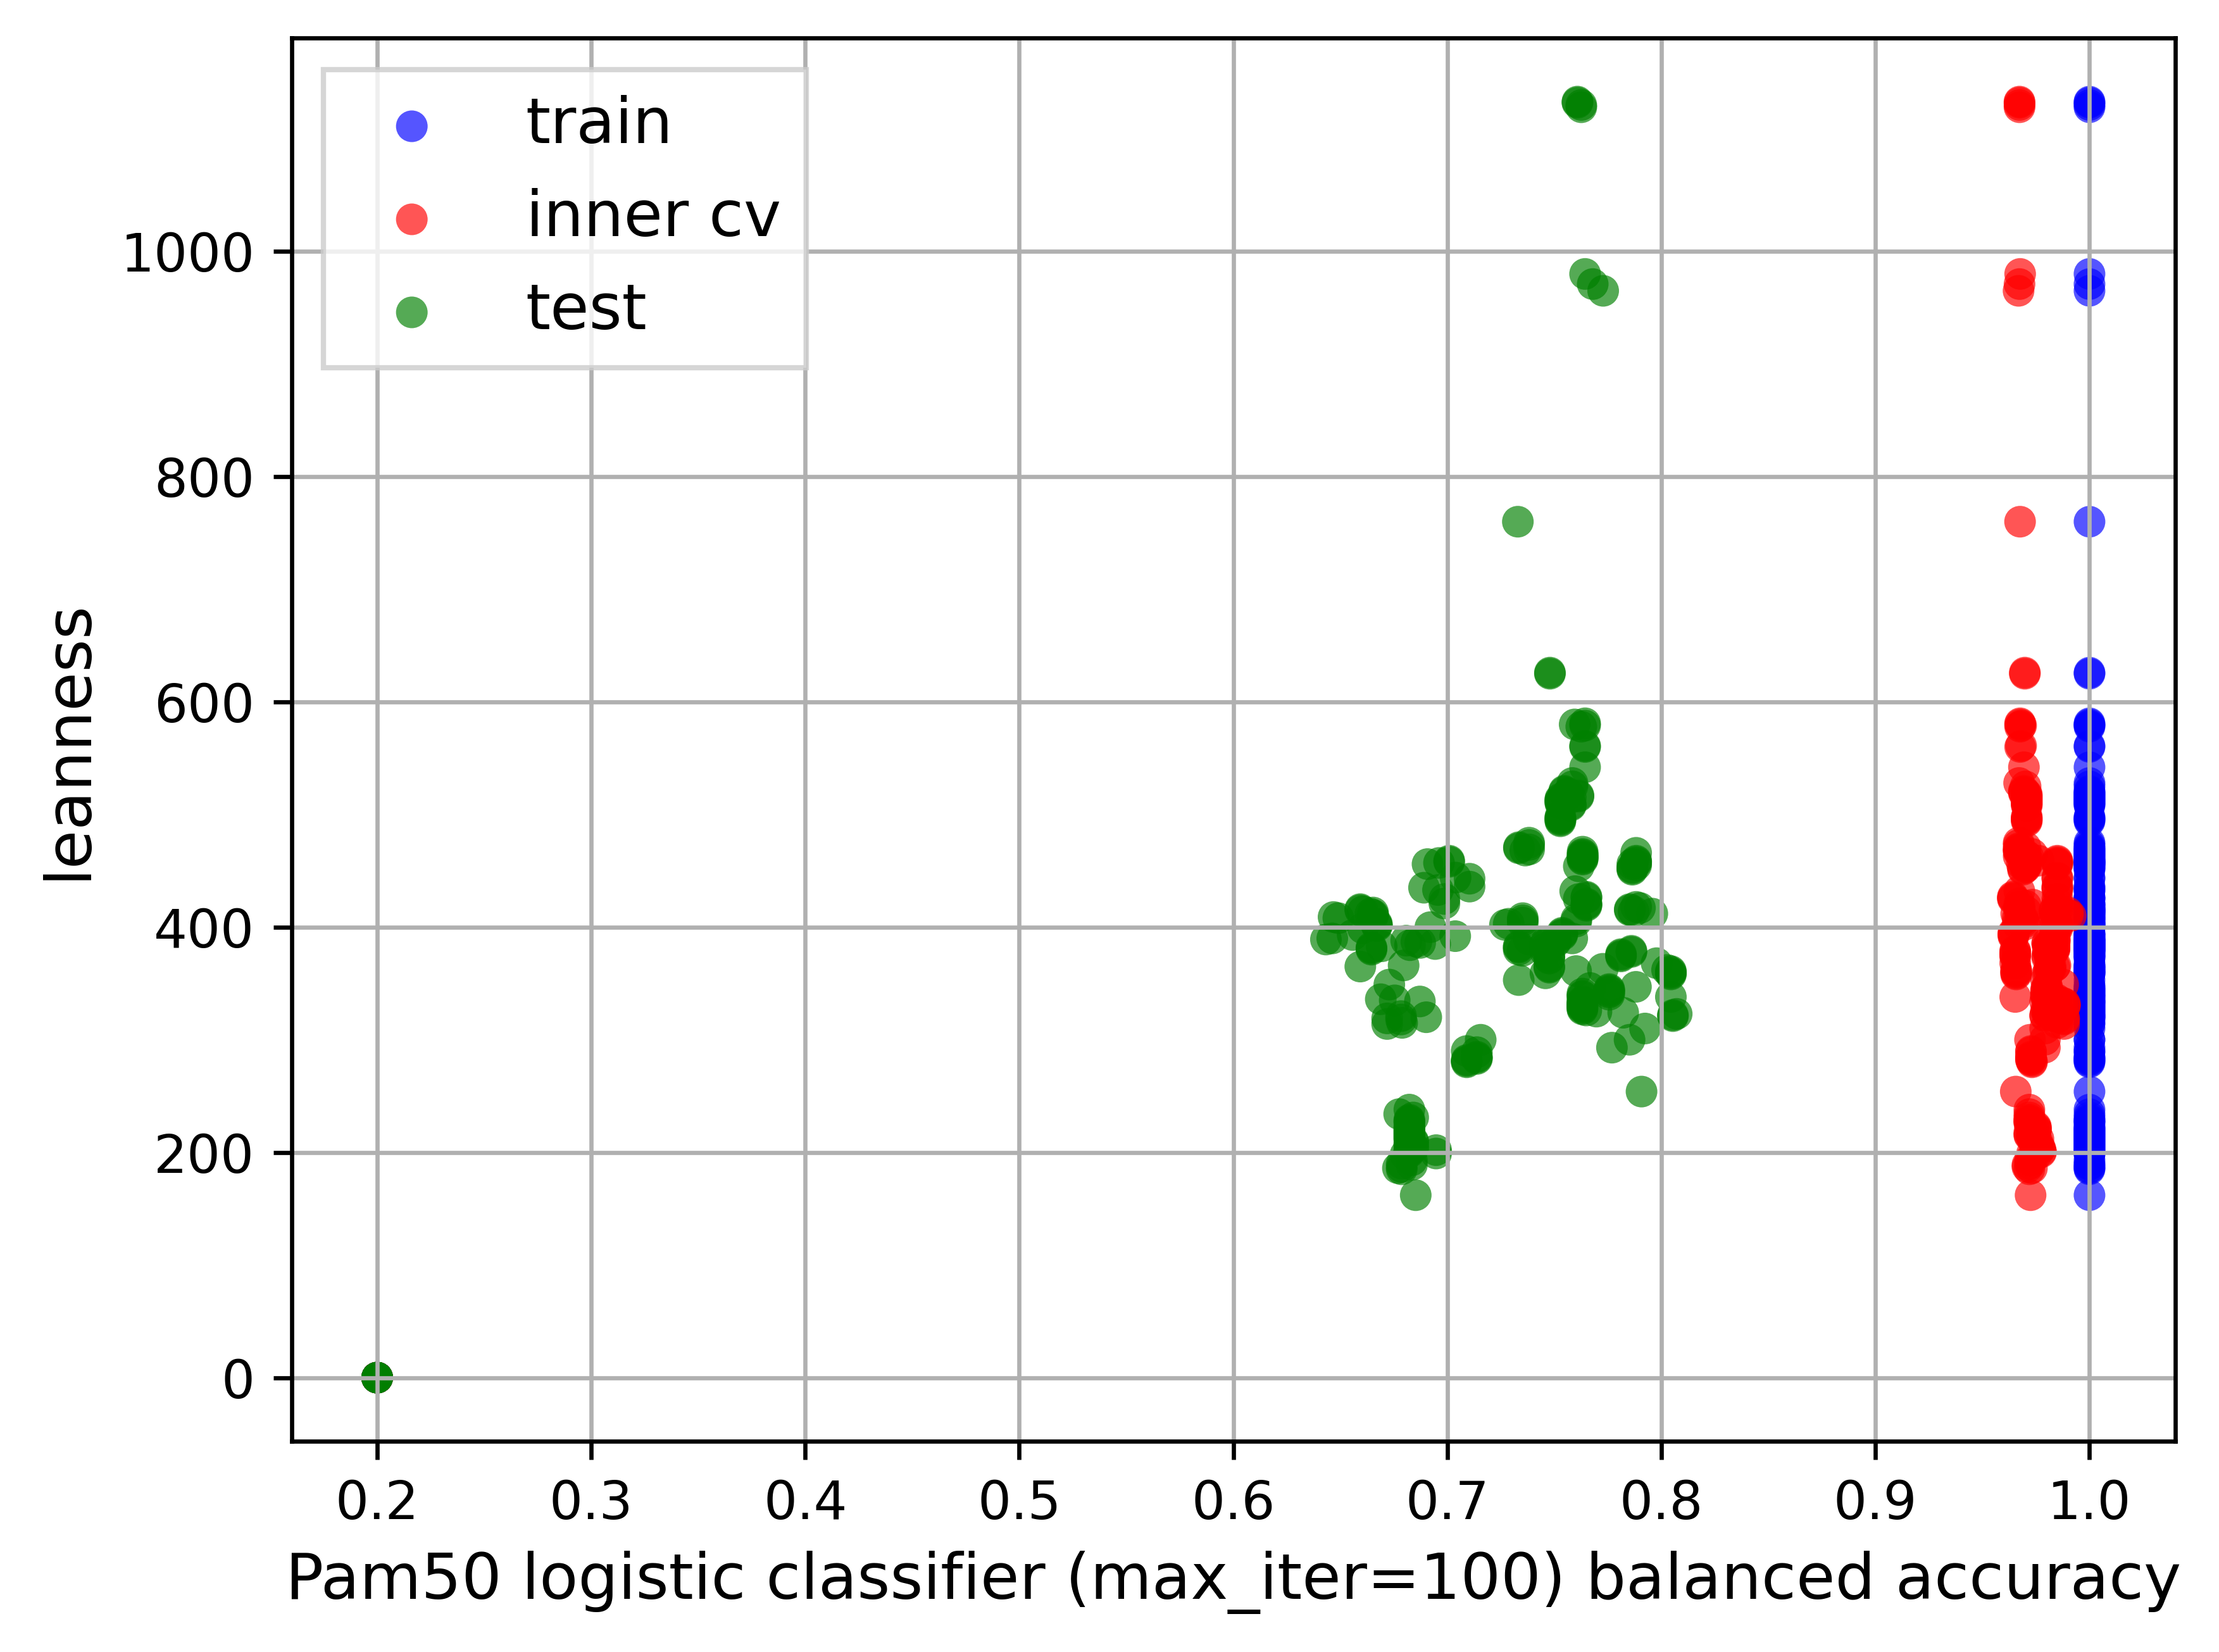 train
inner cv
test
1000
800
600
400
200
0
leanness
0.2 0.3 0.4 0.5 0.6 0.7 0.8 0.9 1.0
Pam50 logistic classifier (max_iter=100) balanced accuracy